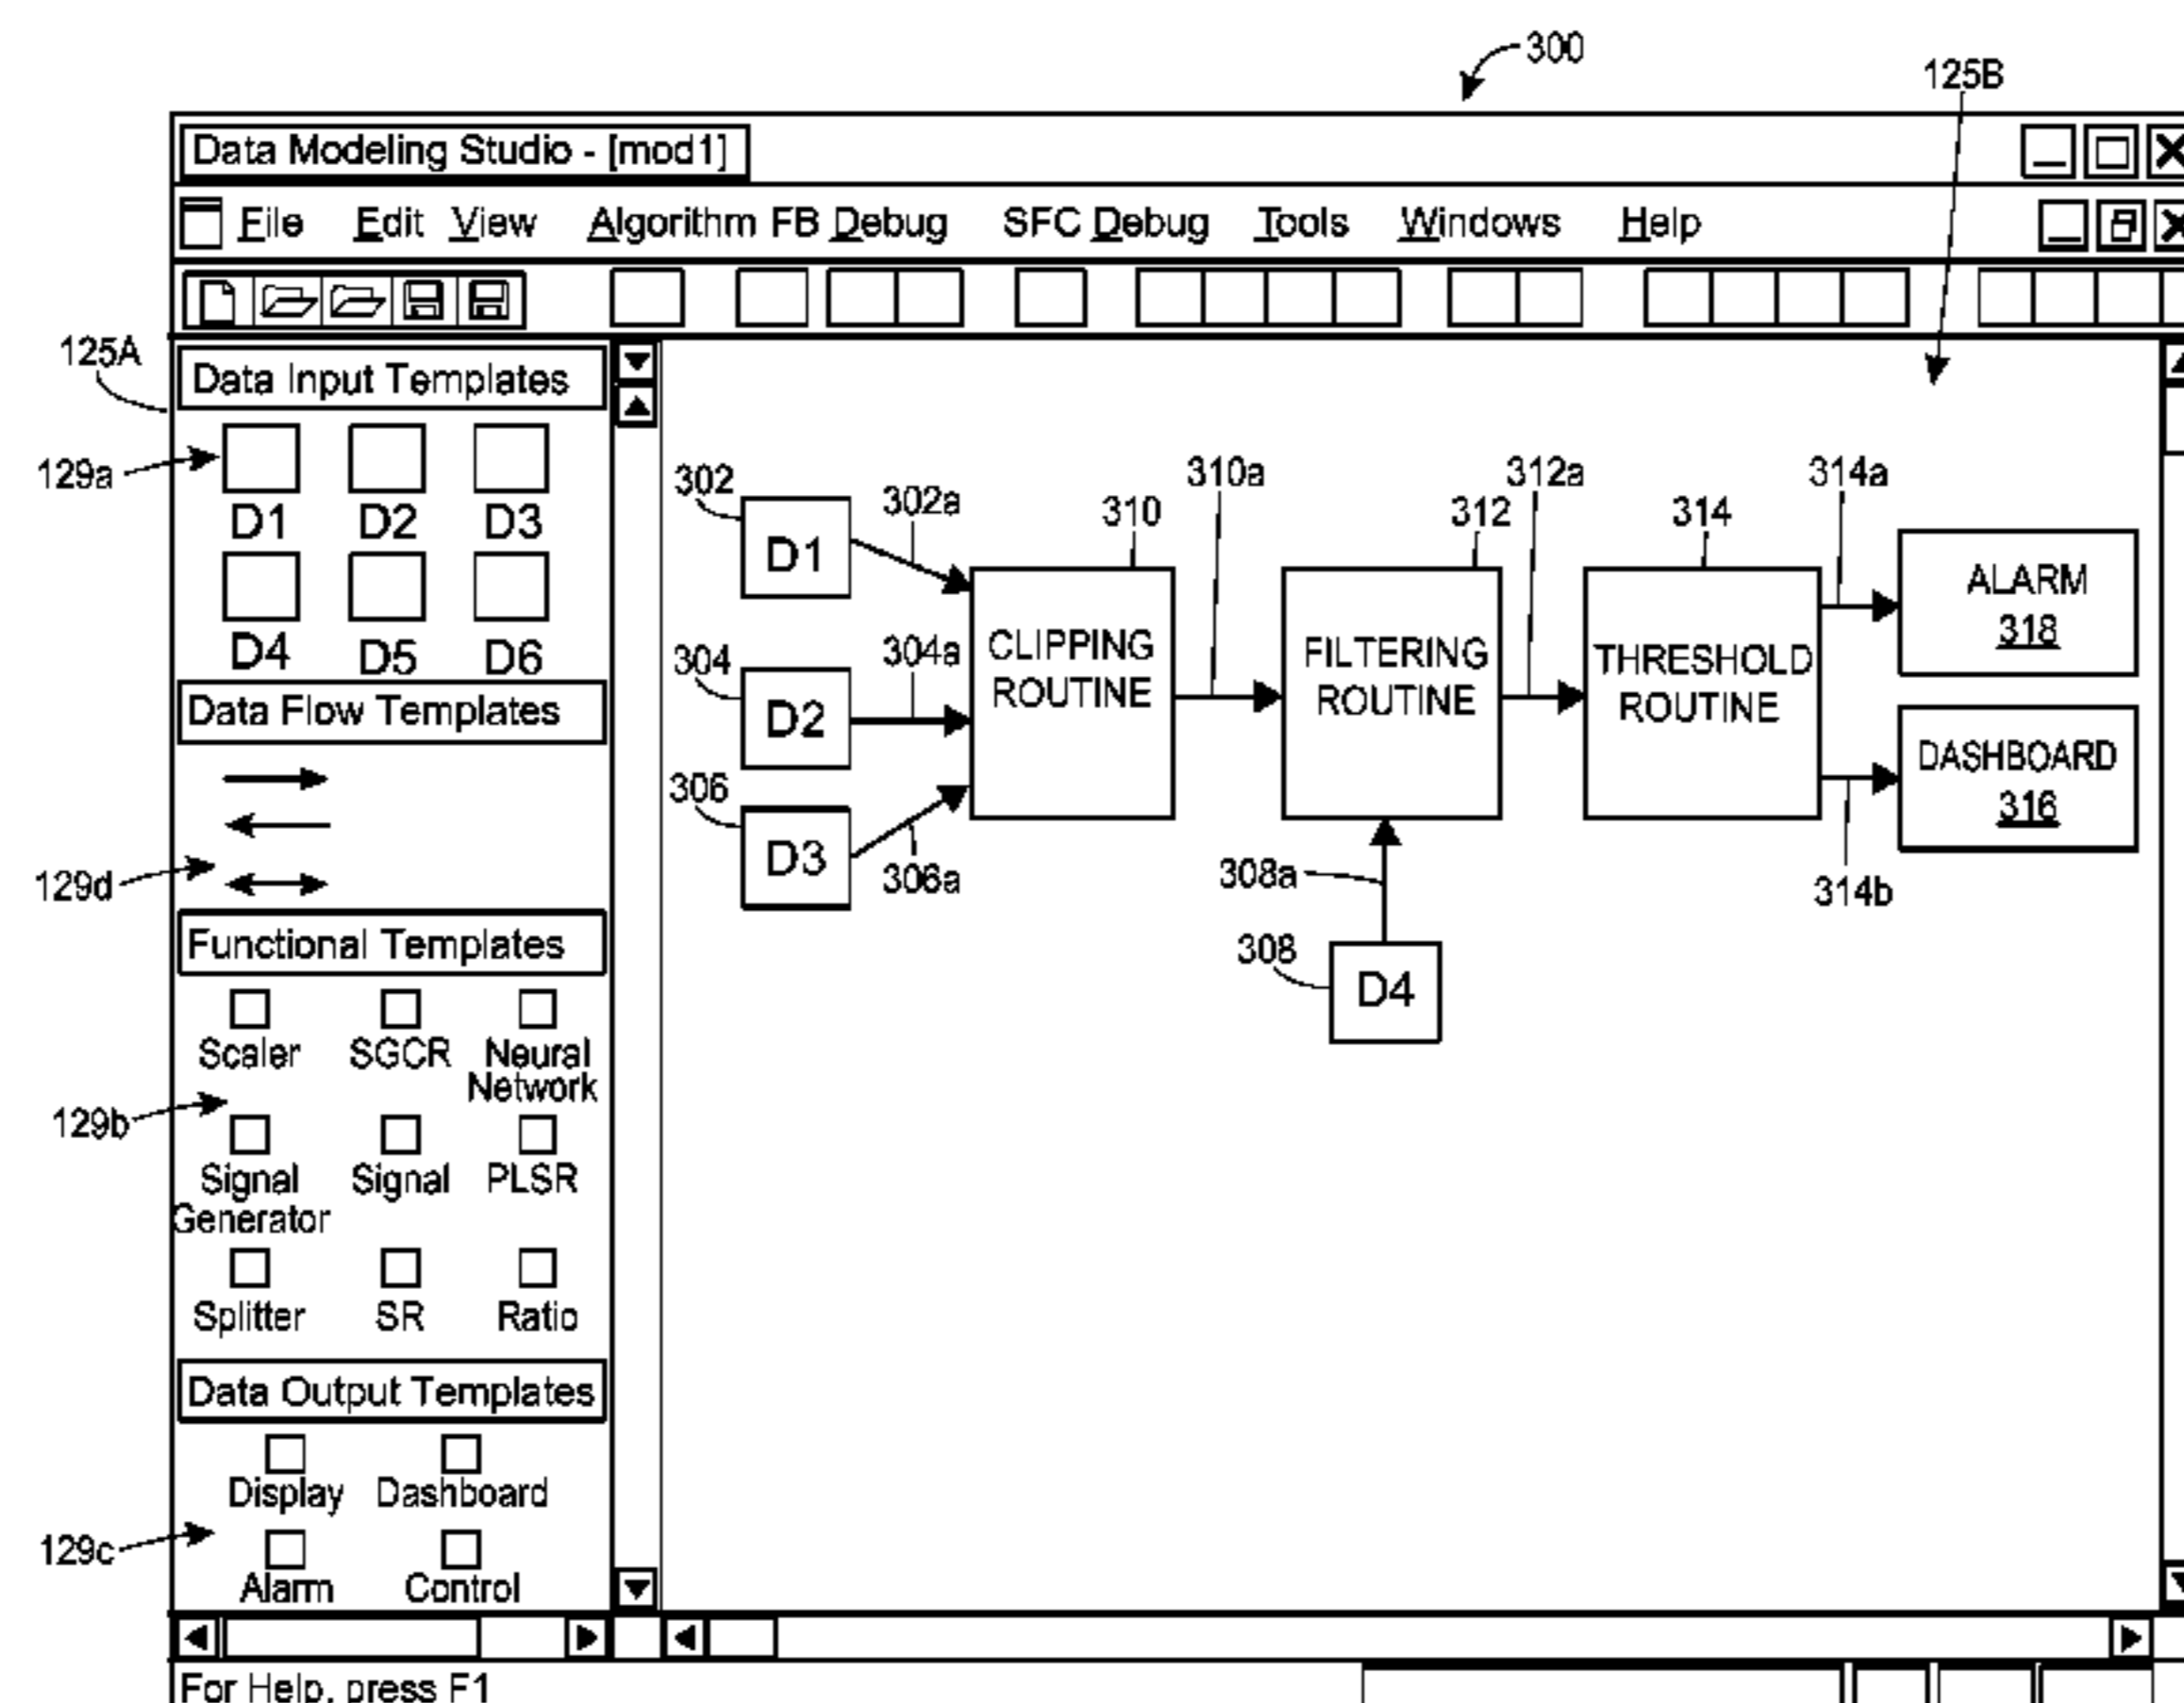 300
125B
Data Modeling Studio - [mod1]
File Edit View Algorithm FB Debug SFC Debug Tools Windows Help
125A
Data Input Templates
129a
D1 D2 D3
D4 D5 D6
Data Flow Templates
129d
Functional Templates
Scaler SGCR Neural
Network
129b
Signal Signal PLSR
Generator
Splitter SR Ratio
Data Output Templates
Display Dashboard
129c
Alarm Control
302
D1
302a
304
D2
304a
306
D3
306a
310
CLIPPING
ROUTINE
310a
312
FILTERING
ROUTINE
312a
308a
308
D4
314
THRESHOLD
ROUTINE
314a
ALARM
318
DASHBOARD
316
314b
For Help, press F1